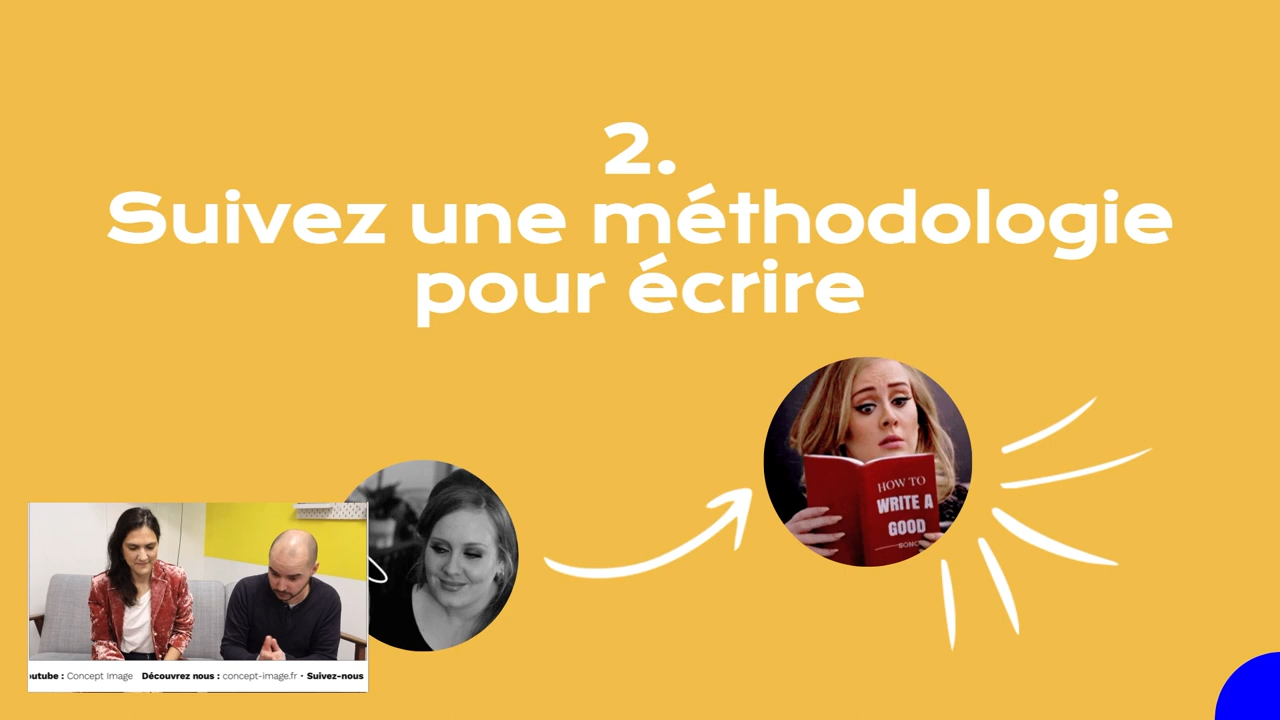 2.
Suivez une méthodologie
pour écrire
HOW TO
WRITE A
GOOD
SONG
outube : Concept Image Découvrez nous : concept-image.fr • Suivez-nous